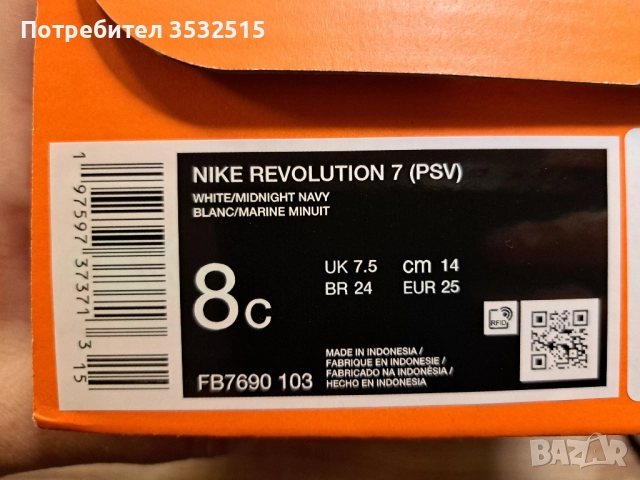 Потребител 3532515
NIKE REVOLUTION 7 (PSV)
WHITE/MIDNIGHT NAVY
BLANC/MARINE MINUIT
8C
UK 7.5 cm 14
BR 24 EUR 25
RFID
MADE IN INDONESIA/
FABRIQUE EN INDONESIE/
FABRICADO NA INDONÉSIA/
HECHO EN INDONESIA
FB7690 103
1 97597 37371 3 15
BAZAR